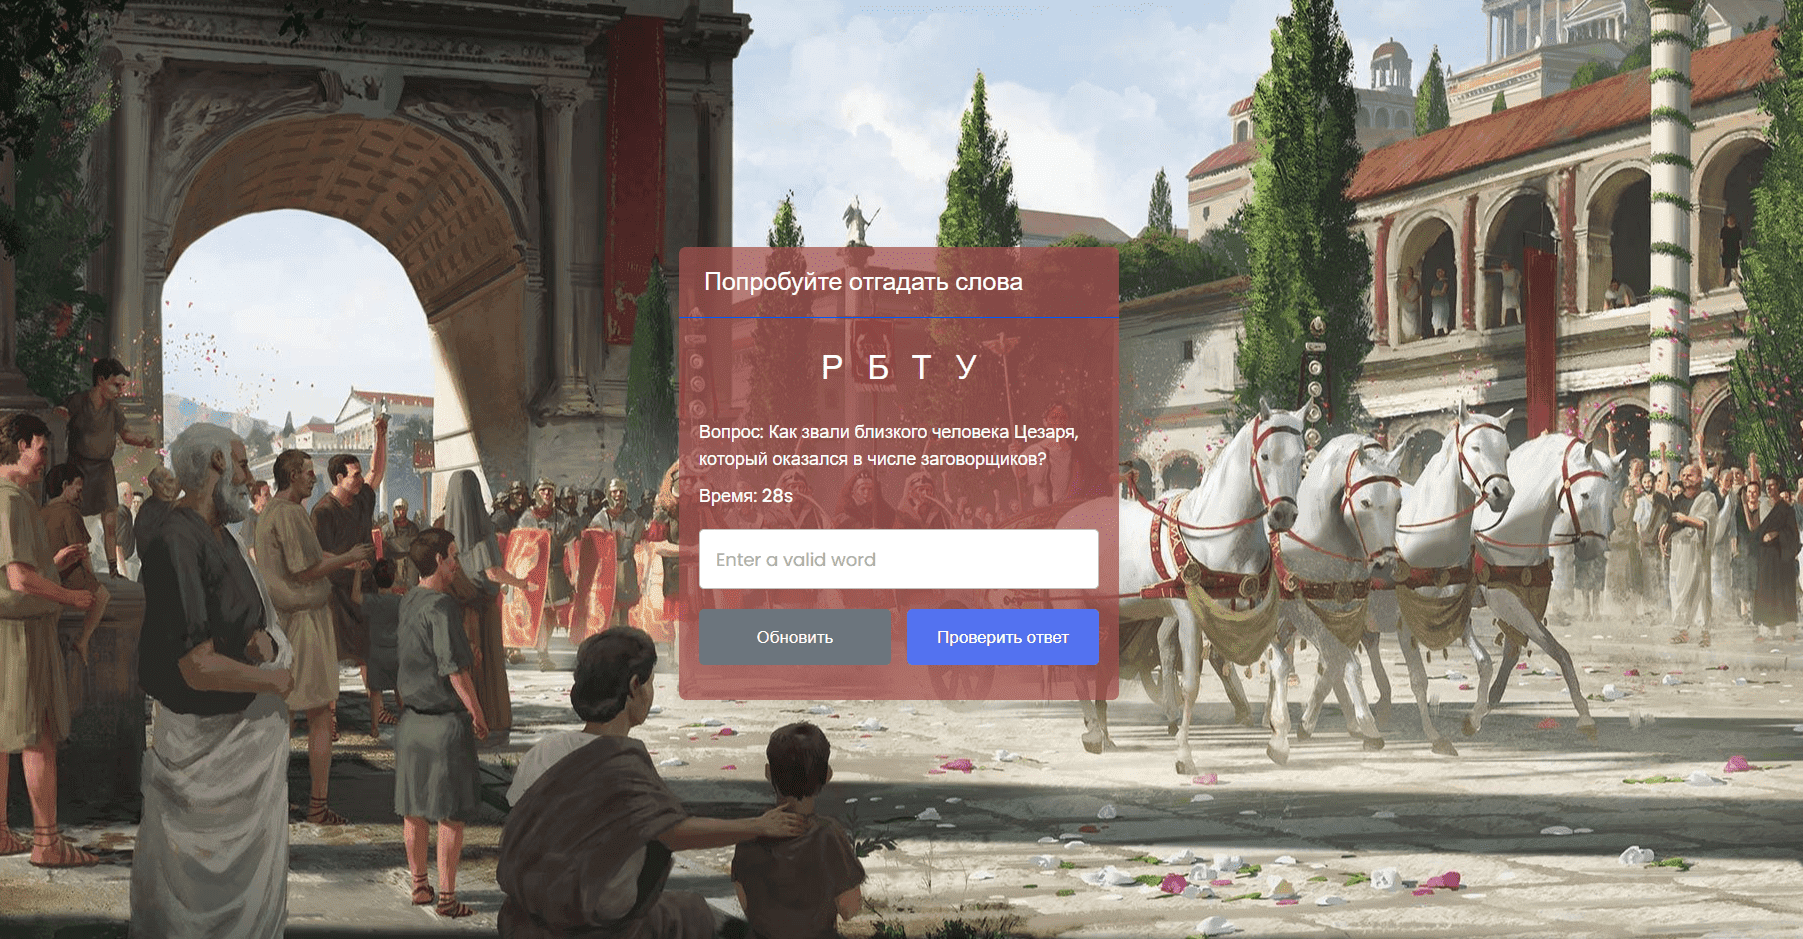 Попробуйте отгадать слова
Р Б Т У
Вопрос: Как звали близкого человека Цезаря,
который оказался в числе заговорщиков?
Время: 28s
Enter a valid word
Обновить
Проверить ответ